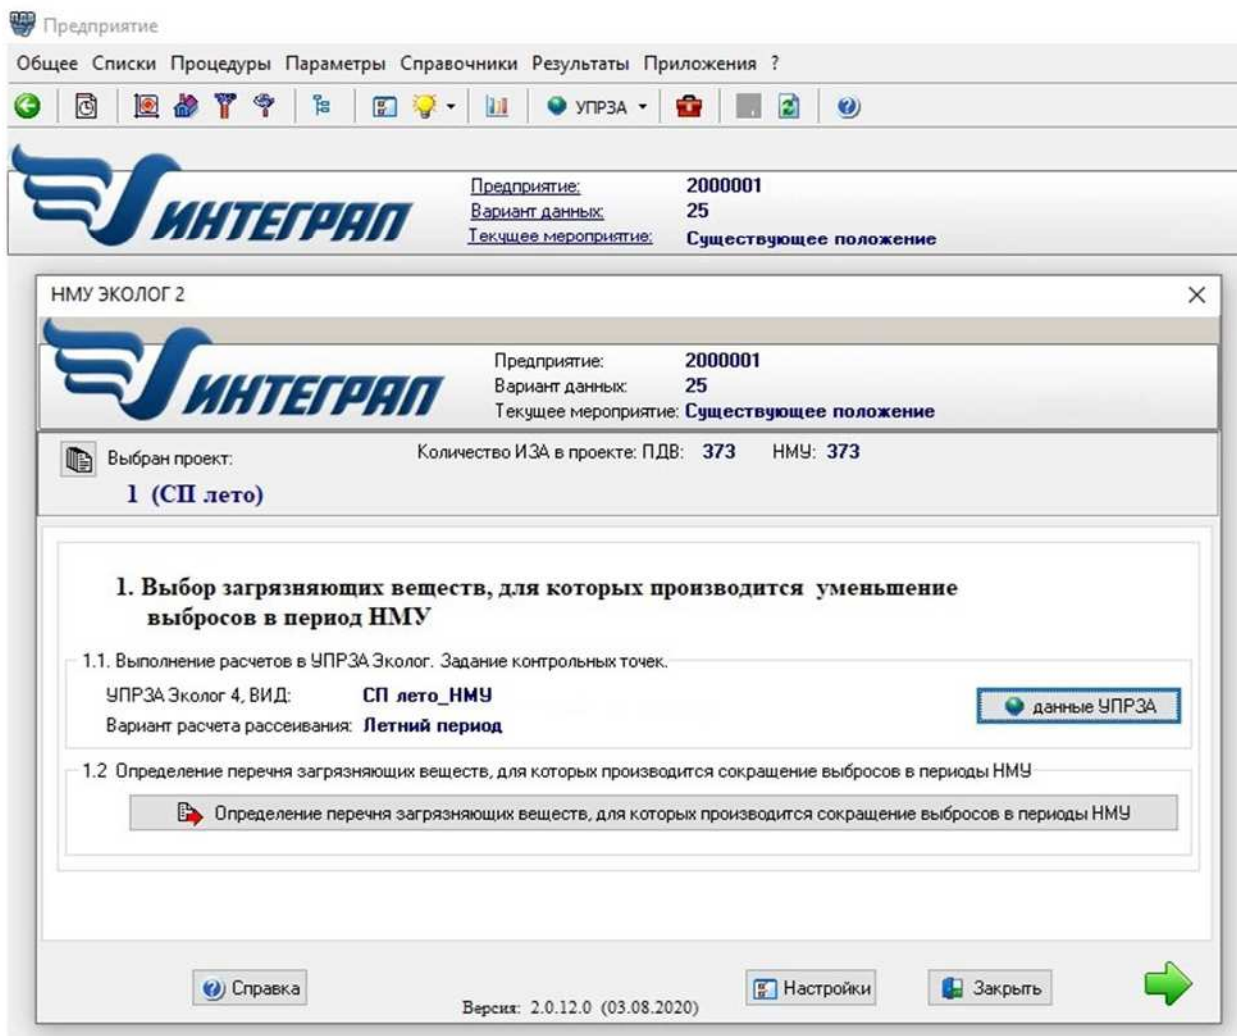 ПДВ Предприятие
Общее Списки Процедуры Параметры Справочники Результаты Приложения ?
УПРЗА
ИНТЕГРАЛ
Предприятие: 2000001
Вариант данных: 25
Текущее мероприятие: Существующее положение
НМУ ЭКОЛОГ 2
ИНТЕГРАЛ
Предприятие: 2000001
Вариант данных: 25
Текущее мероприятие: Существующее положение
Выбран проект: Количество ИЗА в проекте: ПДВ: 373 НМУ: 373
1 (СП лето)
1. Выбор загрязняющих веществ, для которых производится уменьшение
выбросов в период НМУ
1.1. Выполнение расчетов в УПРЗА Эколог. Задание контрольных точек.
УПРЗА Эколог 4, ВИД: СП лето_НМУ
данные УПРЗА
Вариант расчета рассеивания: Летний период
1.2 Определение перечня загрязняющих веществ, для которых производится сокращение выбросов в периоды НМУ
Определение перечня загрязняющих веществ, для которых производится сокращение выбросов в периоды НМУ
Справка
Версия: 2.0.12.0 (03.08.2020)
Настройки
Закрыть